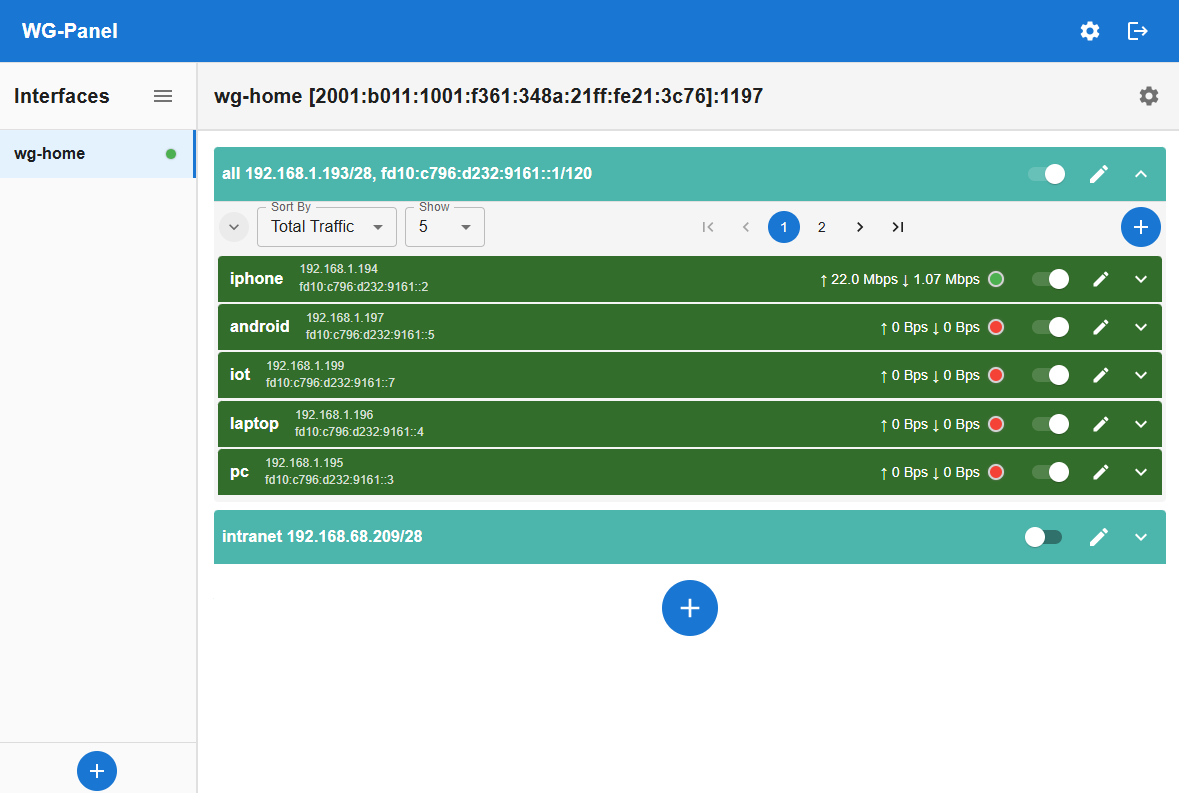 WG-Panel
Interfaces
wg-home [2001:b011:1001:f361:348a:21ff:fe21:3c76]:1197
wg-home
all 192.168.1.193/28, fd10:c796:d232:9161::1/120
Sort By
Total Traffic
Show
5
1
2
iphone
192.168.1.194
fd10:c796:d232:9161::2
↑ 22.0 Mbps ↓ 1.07 Mbps
android
192.168.1.197
fd10:c796:d232:9161::5
↑ 0 Bps ↓ 0 Bps
iot
192.168.1.199
fd10:c796:d232:9161::7
↑ 0 Bps ↓ 0 Bps
laptop
192.168.1.196
fd10:c796:d232:9161::4
↑ 0 Bps ↓ 0 Bps
pc
192.168.1.195
fd10:c796:d232:9161::3
↑ 0 Bps ↓ 0 Bps
intranet 192.168.68.209/28